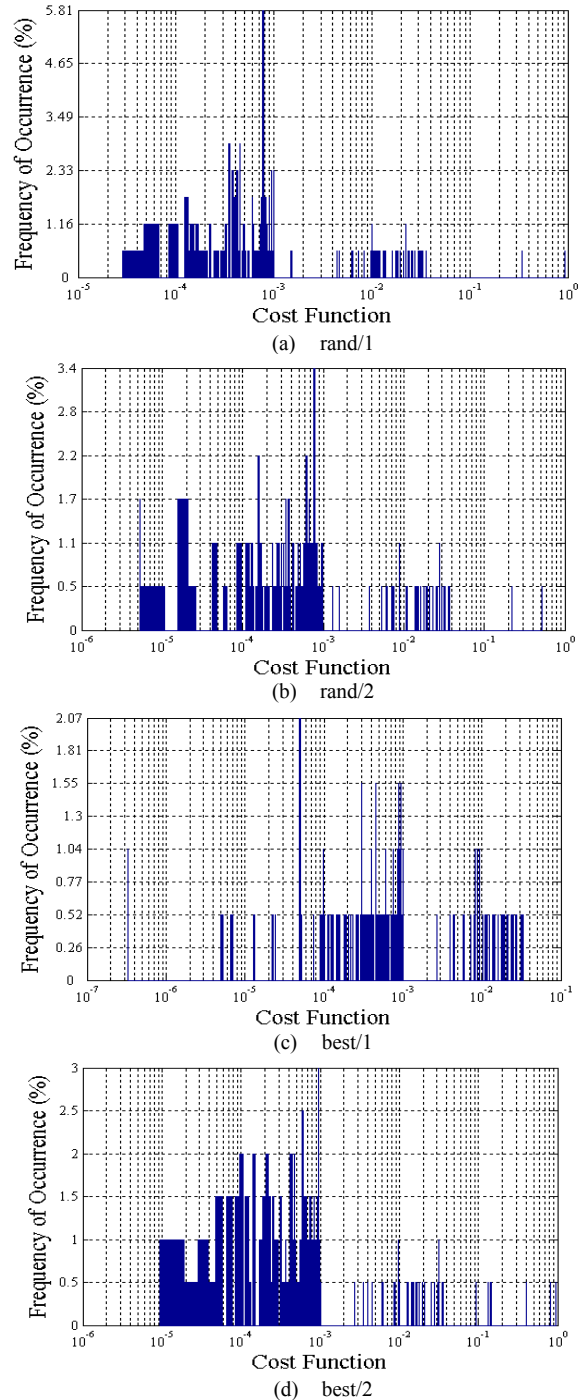 5.81
4.65
3.49
2.33
1.16
0
Frequency of Occurrence (%)
10^-5 10^-4 10^-3 10^-2 10^-1 10^0
Cost Function
(a) rand/1
3.4
2.8
2.2
1.7
1.1
0.5
0
Frequency of Occurrence (%)
10^-6 10^-5 10^-4 10^-3 10^-2 10^-1 10^0
Cost Function
(b) rand/2
2.07
1.81
1.55
1.3
1.04
0.77
0.52
0.26
0
Frequency of Occurrence (%)
10^-7 10^-6 10^-5 10^-4 10^-3 10^-2 10^-1
Cost Function
(c) best/1
3
2.5
2
1.5
1
0.5
0
Frequency of Occurrence (%)
10^-6 10^-5 10^-4 10^-3 10^-2 10^-1 10^0
Cost Function
(d) best/2